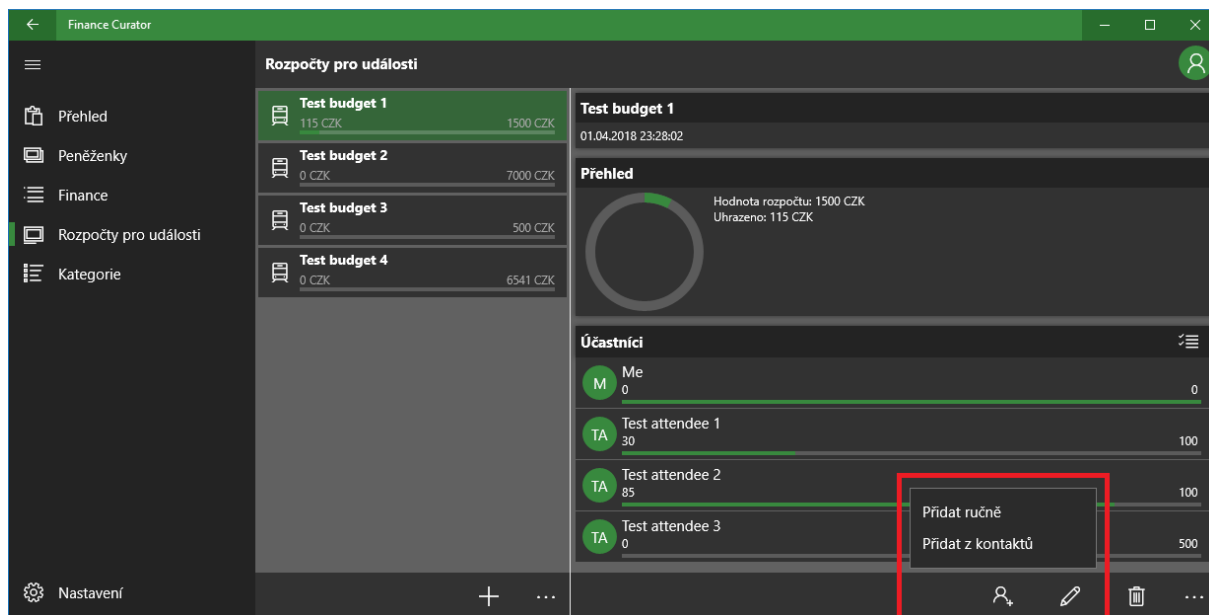 Finance Curator
Rozpočty pro události
Přehled
Peněženky
Finance
Rozpočty pro události
Kategorie
Nastavení
Test budget 1
115 CZK 1500 CZK
Test budget 2
0 CZK 7000 CZK
Test budget 3
0 CZK 500 CZK
Test budget 4
0 CZK 6541 CZK
Test budget 1
01.04.2018 23:28:02
Přehled
Hodnota rozpočtu: 1500 CZK
Uhrazeno: 115 CZK
Účastníci
M Me
0 0
TA Test attendee 1
30 100
TA Test attendee 2
85 100
TA Test attendee 3
0 500
Přidat ručně
Přidat z kontaktů